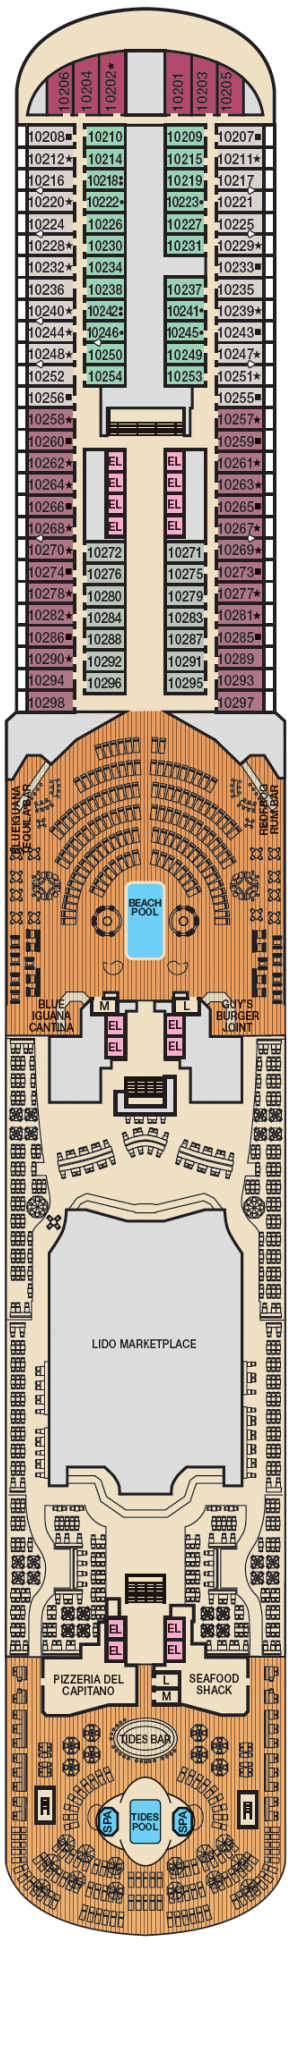 10206 10204 10202★ 10201 10203 10205
10208■ 10210 10209 10207■
10212★ 10214 10215 10211★
10216 10218 10219 10217
10220★ 10222 10223 10221
10224 10226 10227 10225
10228★ 10230 10231 10229★
10232★ 10234 10233■
10236 10238 10237 10235
10240★ 10242 10241 10239★
10244★ 10246 10245 10243■
10248★ 10250 10249 10247★
10252 10254 10253 10251★
10256■ 10255■
10258★ 10257★
10260■ 10259■
10262★ EL EL 10261★
10264★ EL EL 10263★
10266■ EL EL 10265■
10268★ EL EL 10267★
10270★ 10272 10271 10269★
10274■ 10276 10275 10273■
10278★ 10280 10279 10277★
10282★ 10284 10283 10281★
10286■ 10288 10287 10285■
10290★ 10292 10291 10289
10294 10296 10295 10293
10298 10297
BLUE IGUANA
TEQUILA BAR
REDFROG
RUM BAR
BEACH
POOL
BLUE
IGUANA
CANTINA
M L
GUY'S
BURGER
JOINT
EL EL
EL EL
LIDO MARKETPLACE
EL EL
EL EL
PIZZERIA DEL
CAPITANO
L
M
SEAFOOD
SHACK
TIDES BAR
SPA
TIDES
POOL
SPA